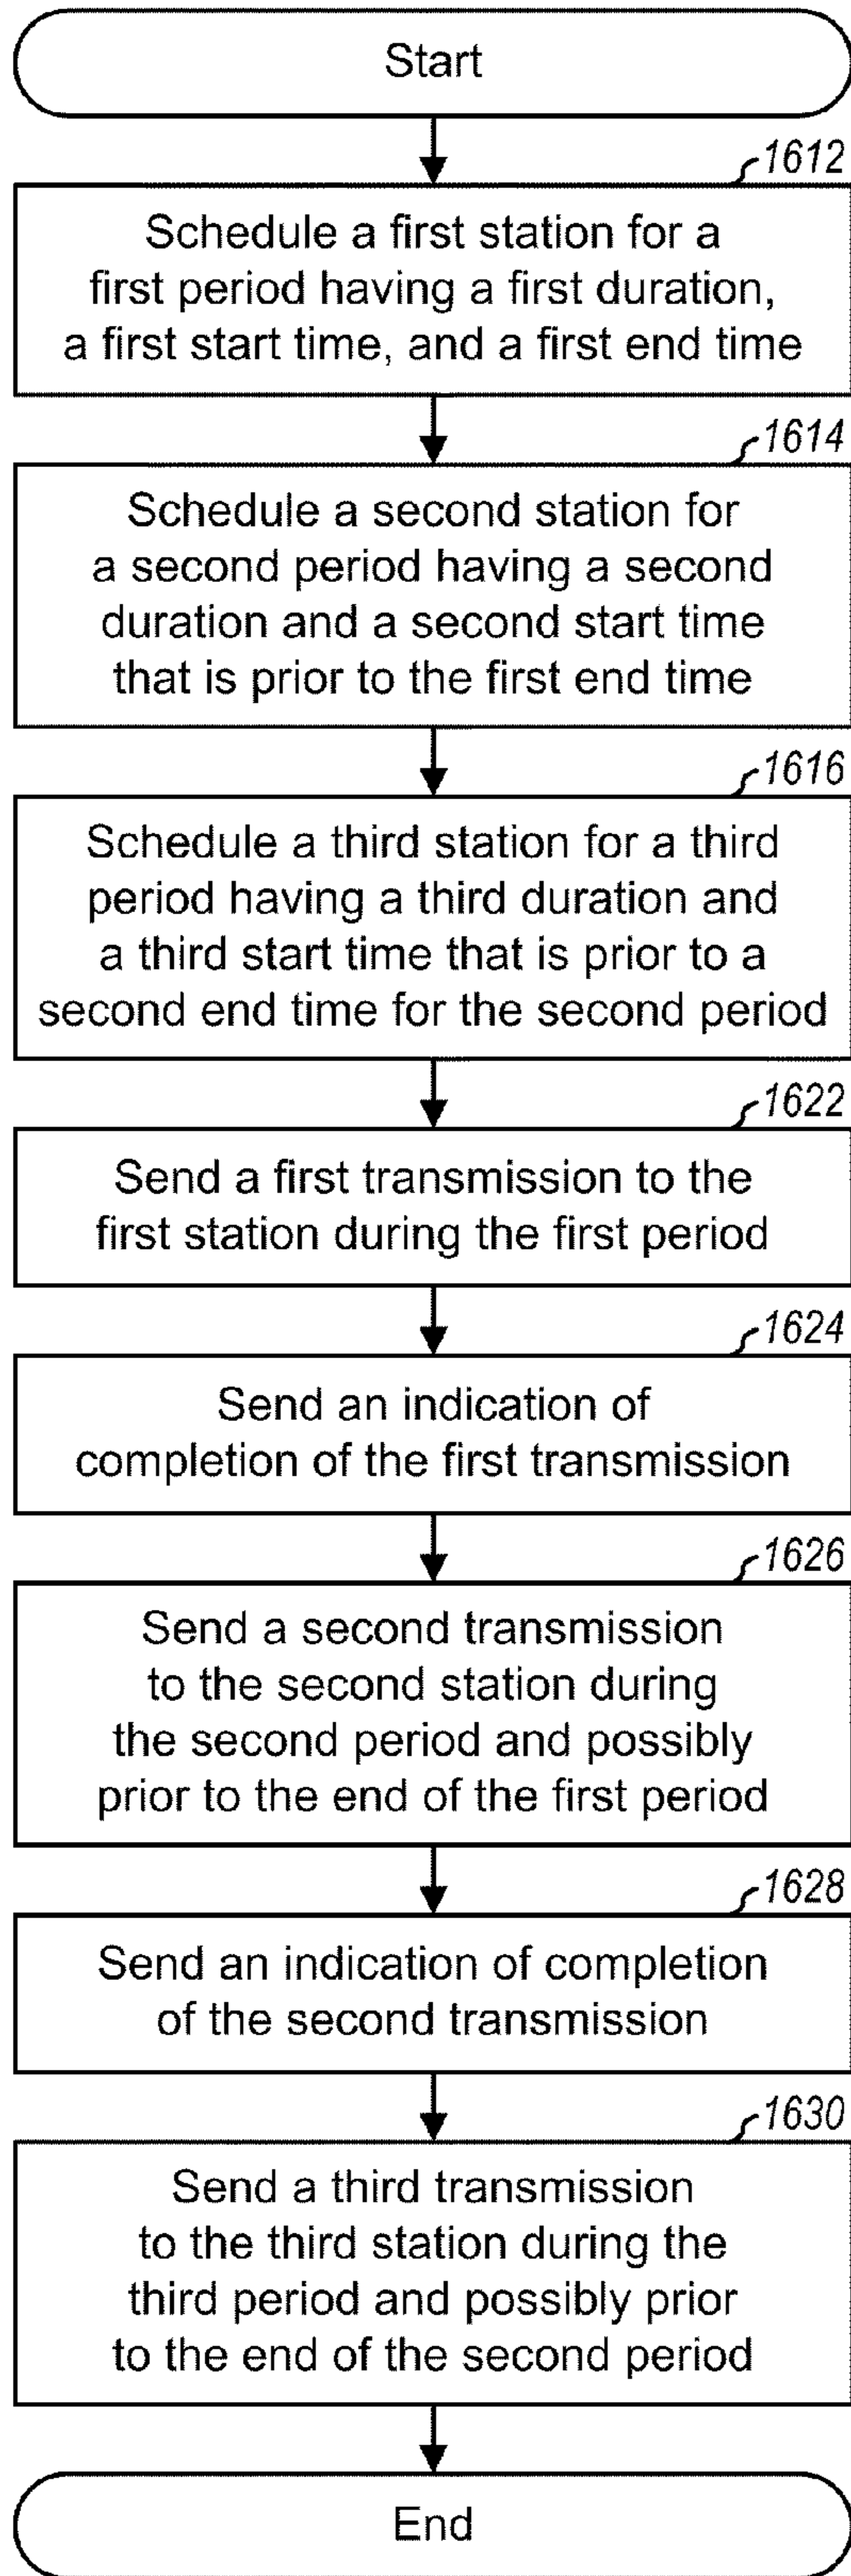 Start
1612
Schedule a first station for a
first period having a first duration,
a first start time, and a first end time
1614
Schedule a second station for
a second period having a second
duration and a second start time
that is prior to the first end time
1616
Schedule a third station for a third
period having a third duration and
a third start time that is prior to a
second end time for the second period
1622
Send a first transmission to the
first station during the first period
1624
Send an indication of
completion of the first transmission
1626
Send a second transmission
to the second station during
the second period and possibly
prior to the end of the first period
1628
Send an indication of completion
of the second transmission
1630
Send a third transmission
to the third station during the
third period and possibly prior
to the end of the second period
End